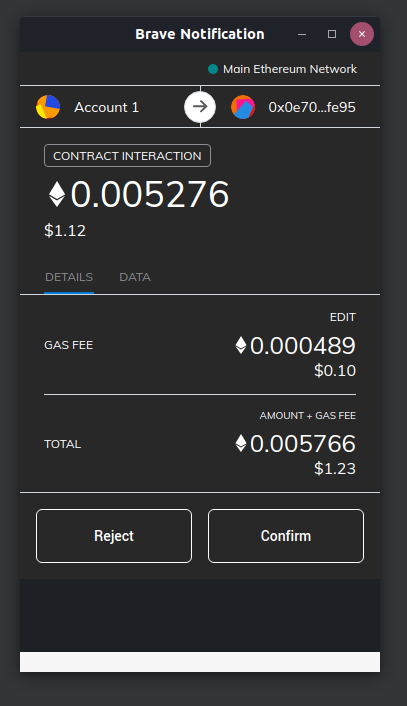 Brave Notification
Main Ethereum Network
Account 1
0x0e70...fe95
CONTRACT INTERACTION
0.005276
$1.12
DETAILS DATA
EDIT
GAS FEE
0.000489
$0.10
AMOUNT + GAS FEE
TOTAL
0.005766
$1.23
Reject Confirm